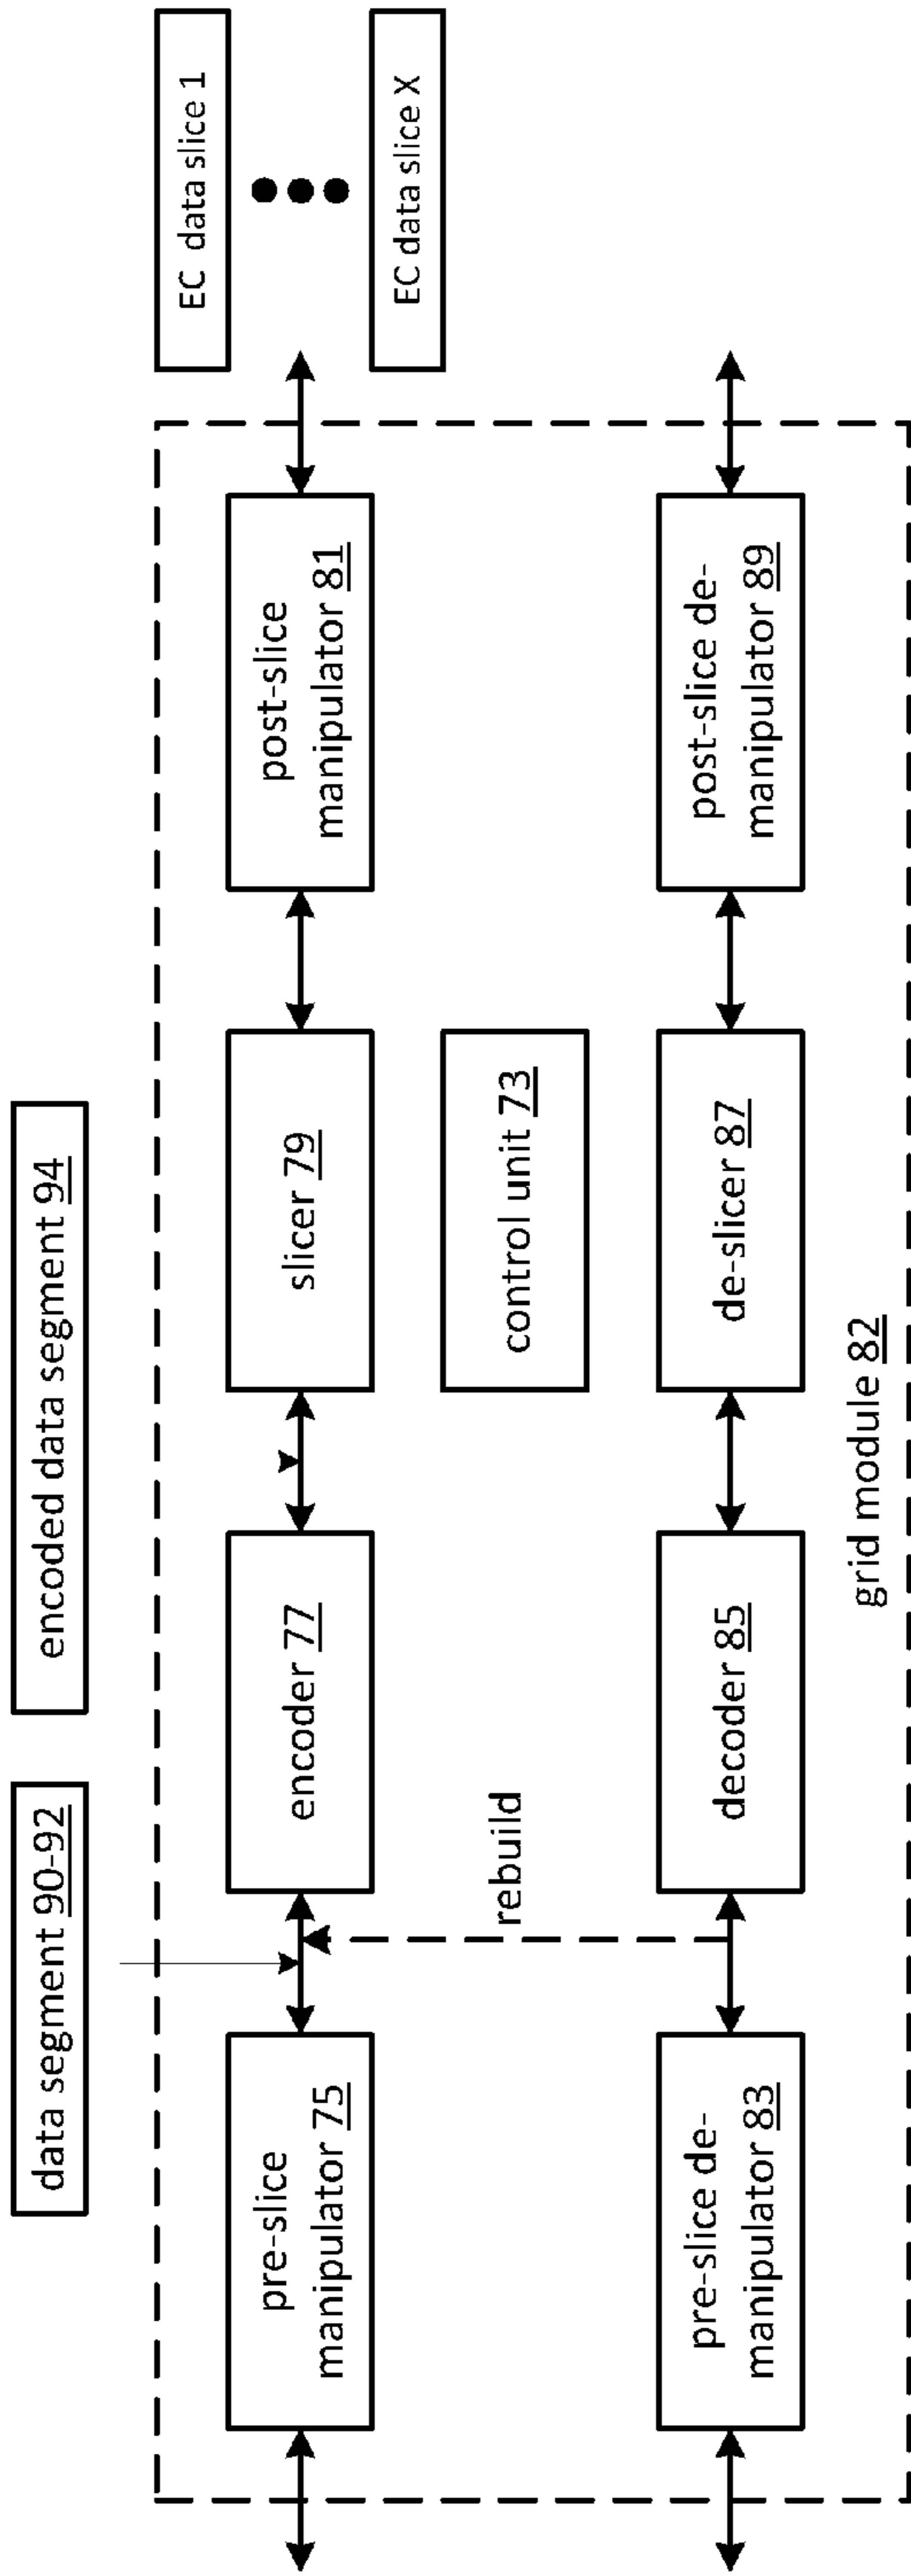 data segment 90-92
encoded data segment 94
EC data slice 1
EC data slice X
pre-slice
manipulator 75
encoder 77
slicer 79
post-slice
manipulator 81
rebuild
control unit 73
pre-slice de-
manipulator 83
decoder 85
de-slicer 87
post-slice de-
manipulator 89
grid module 82